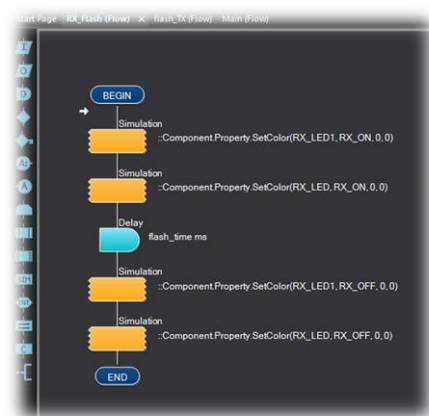 Start Page RX_Flash (Flow) × flash_TX (Flow) Main (Flow)
BEGIN
Simulation
::Component.Property.SetColor(RX_LED1, RX_ON, 0, 0)
Simulation
::Component.Property.SetColor(RX_LED, RX_ON, 0, 0)
Delay
flash_time ms
Simulation
::Component.Property.SetColor(RX_LED1, RX_OFF, 0, 0)
Simulation
::Component.Property.SetColor(RX_LED, RX_OFF, 0, 0)
END
I
O
D
A
SIM
INT
C